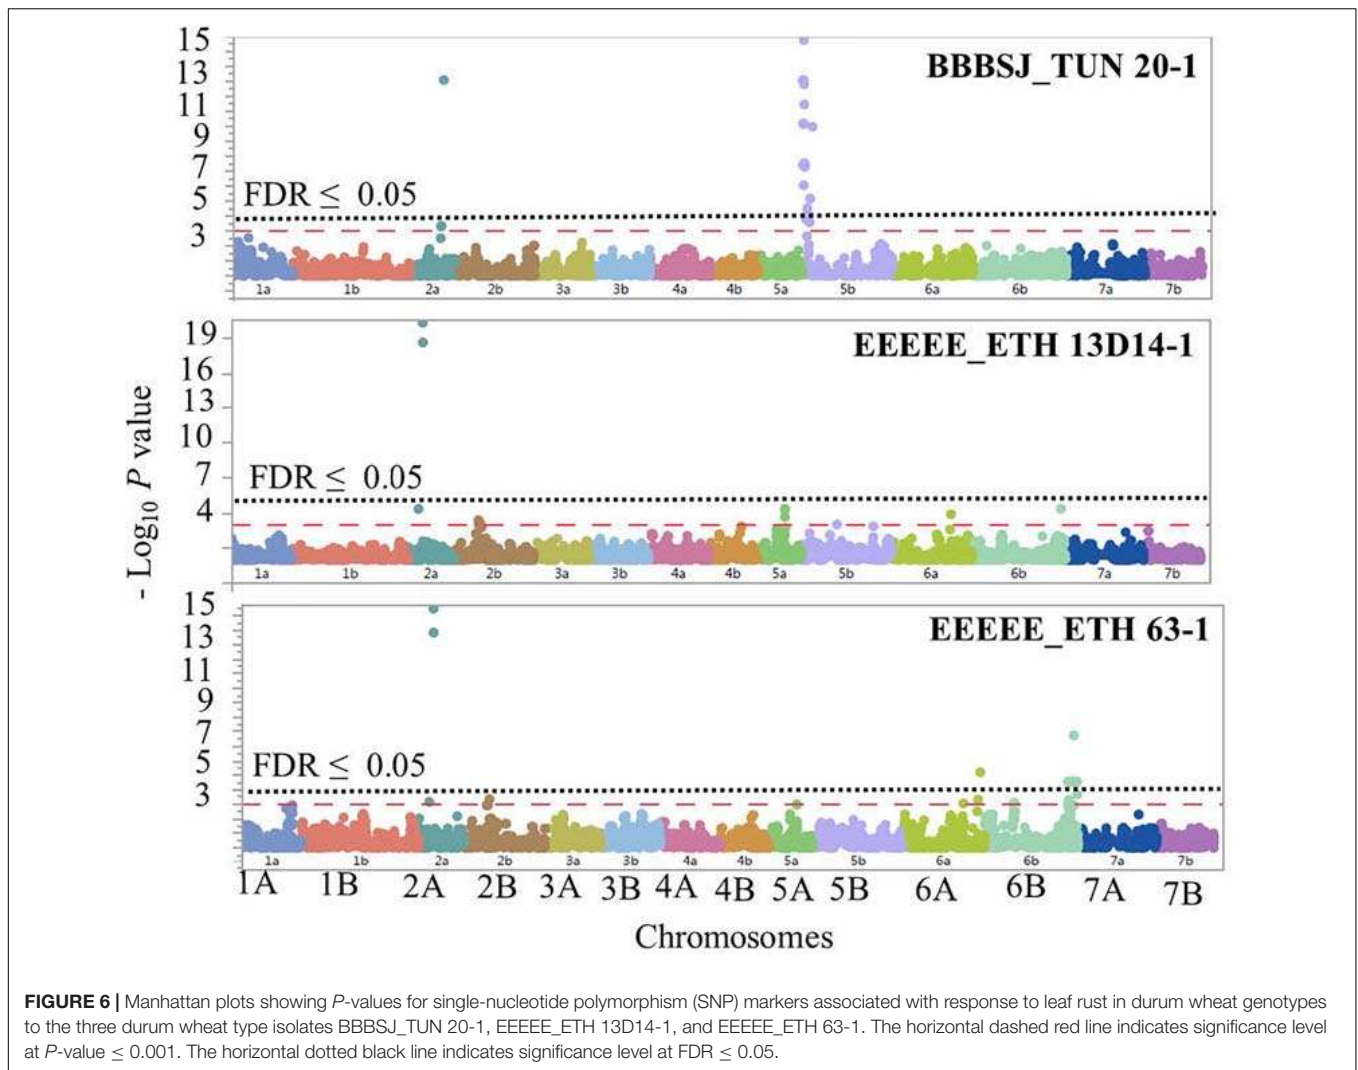 15
13
11
9
7
5
3
BBBSJ_TUN 20-1
FDR ≤ 0.05
1a 1b 2a 2b 3a 3b 4a 4b 5a 5b 6a 6b 7a 7b
19
16
13
10
7
4
EEEEE_ETH 13D14-1
FDR ≤ 0.05
1a 1b 2a 2b 3a 3b 4a 4b 5a 5b 6a 6b 7a 7b
- Log10 P value
15
13
11
9
7
5
3
EEEEE_ETH 63-1
FDR ≤ 0.05
1a 1b 2a 2b 3a 3b 4a 4b 5a 5b 6a 6b 7a 7b
1A 1B 2A 2B 3A 3B 4A 4B 5A 5B 6A 6B 7A 7B
Chromosomes
FIGURE 6 | Manhattan plots showing P-values for single-nucleotide polymorphism (SNP) markers associated with response to leaf rust in durum wheat genotypes
to the three durum wheat type isolates BBBSJ_TUN 20-1, EEEEE_ETH 13D14-1, and EEEEE_ETH 63-1. The horizontal dashed red line indicates significance level
at P-value ≤ 0.001. The horizontal dotted black line indicates significance level at FDR ≤ 0.05.